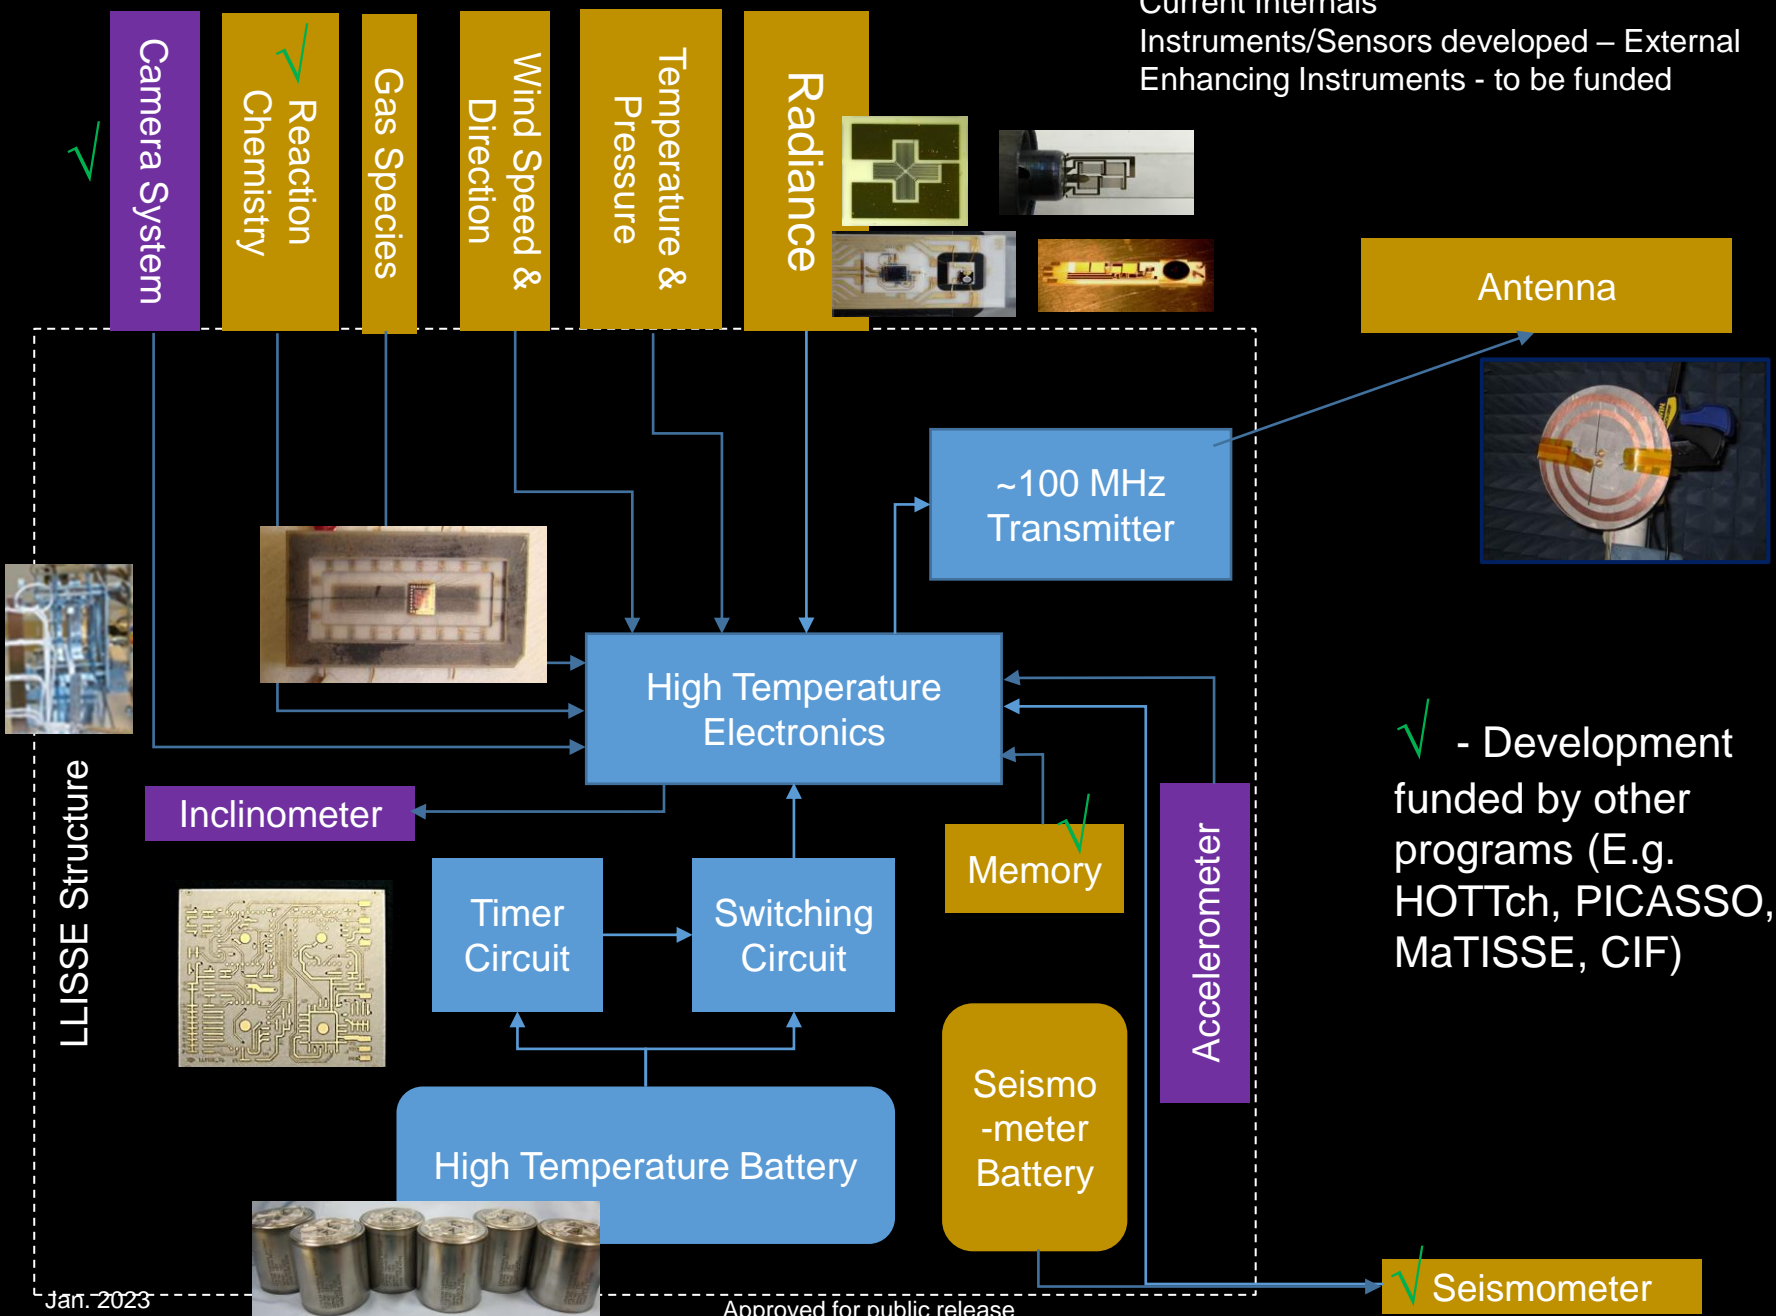 Current Internals
Instruments/Sensors developed – External
Enhancing Instruments - to be funded
Camera System
√
√ Reaction
Chemistry
Gas Species
Wind Speed &
Direction
Temperature &
Pressure
Radiance
Antenna
~100 MHz
Transmitter
High Temperature
Electronics
LLISSE Structure
Inclinometer
Timer
Circuit
Switching
Circuit
Memory
√
Accelerometer
√ - Development
funded by other
programs (E.g.
HOTTch, PICASSO,
MaTISSE, CIF)
High Temperature Battery
Seismo
-meter
Battery
√ Seismometer
Jan. 2023
Approved for public release